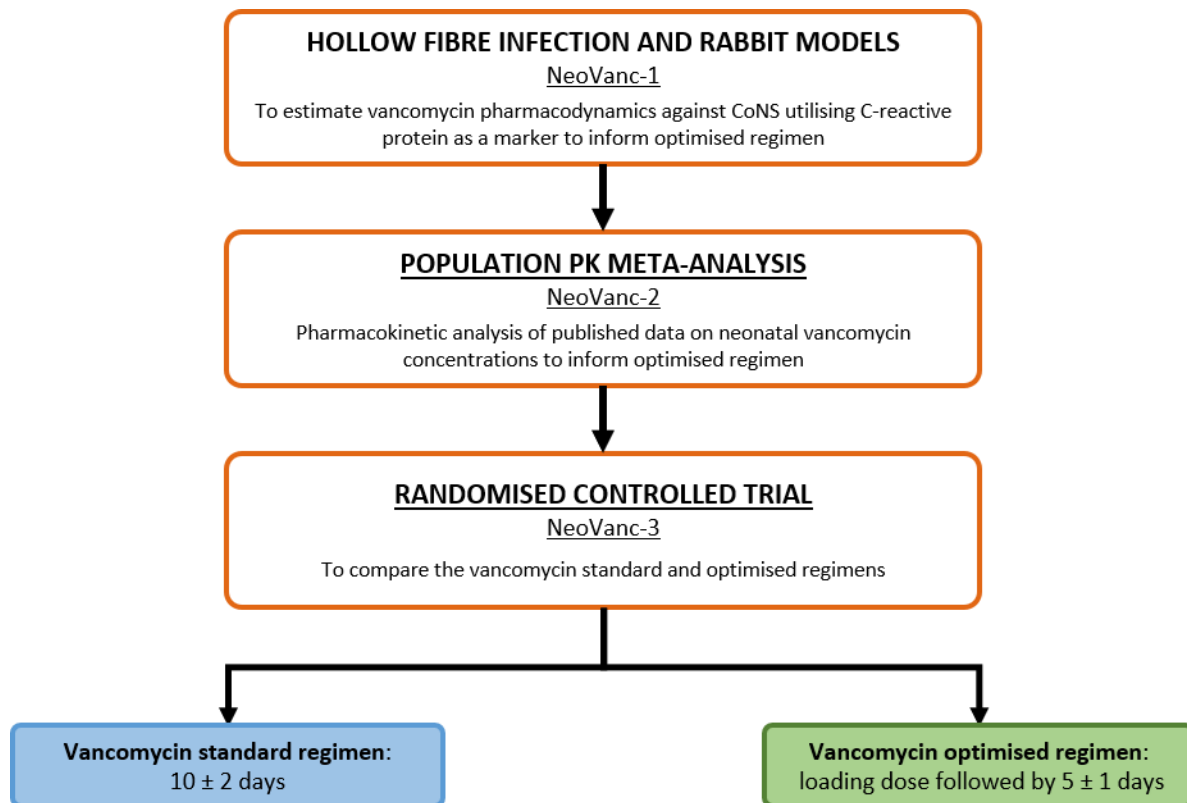 HOLLOW FIBRE INFECTION AND RABBIT MODELS
NeoVanc-1
To estimate vancomycin pharmacodynamics against CoNS utilising C-reactive
protein as a marker to inform optimised regimen
POPULATION PK META-ANALYSIS
NeoVanc-2
Pharmacokinetic analysis of published data on neonatal vancomycin
concentrations to inform optimised regimen
RANDOMISED CONTROLLED TRIAL
NeoVanc-3
To compare the vancomycin standard and optimised regimens
Vancomycin standard regimen:
10 ± 2 days
Vancomycin optimised regimen:
loading dose followed by 5 ± 1 days